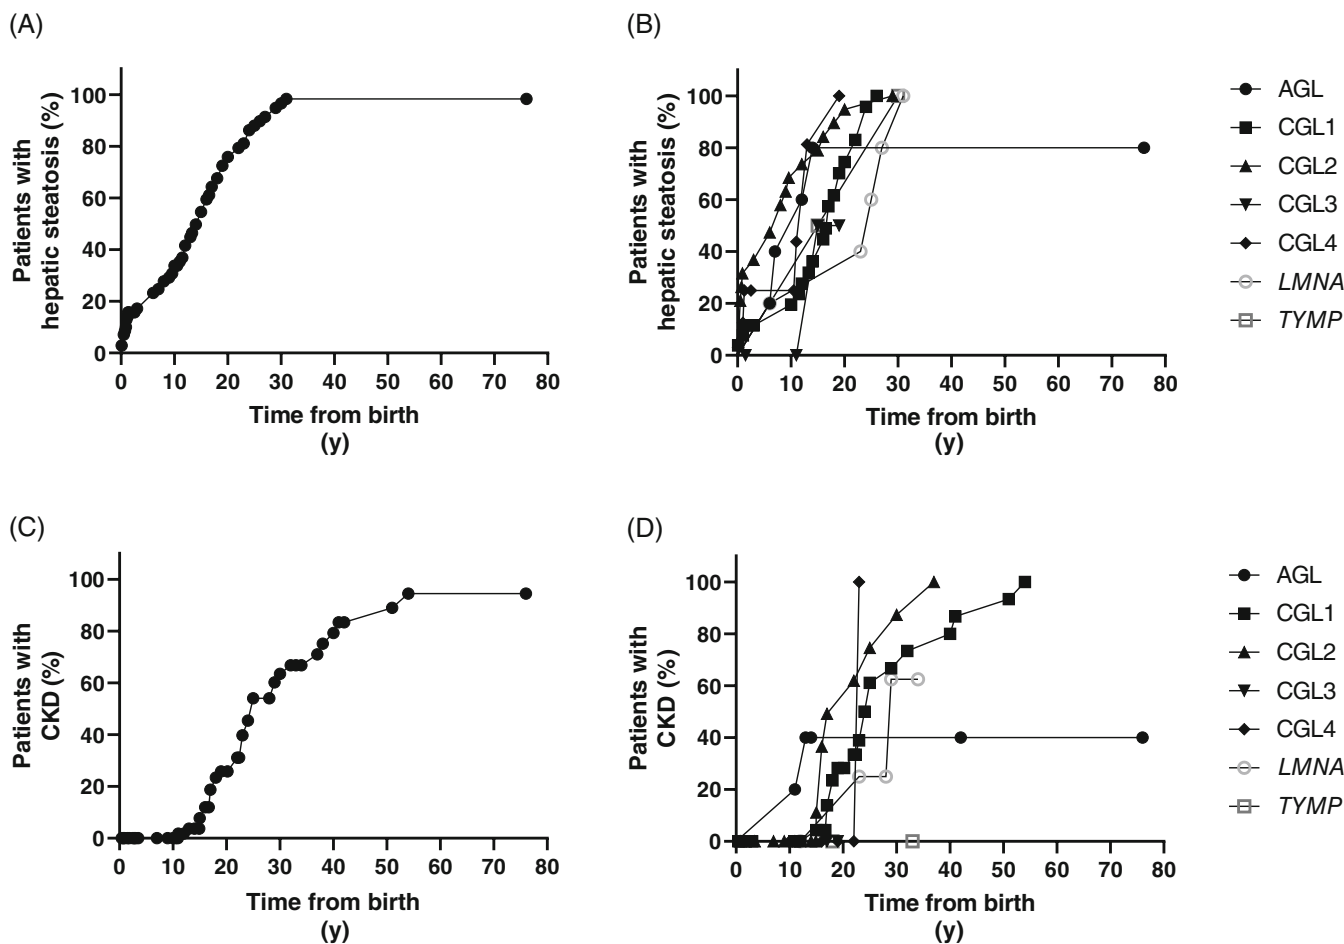 (A)
Patients with
hepatic steatosis (%)
100
80
60
40
20
0
0 10 20 30 40 50 60 70 80
Time from birth
(y)
(B)
Patients with
hepatic steatosis (%)
100
80
60
40
20
0
0 10 20 30 40 50 60 70 80
Time from birth
(y)
AGL
CGL1
CGL2
CGL3
CGL4
LMNA
TYMP
(C)
Patients with
CKD (%)
100
80
60
40
20
0
0 10 20 30 40 50 60 70 80
Time from birth
(y)
(D)
Patients with
CKD (%)
100
80
60
40
20
0
0 10 20 30 40 50 60 70 80
Time from birth
(y)
AGL
CGL1
CGL2
CGL3
CGL4
LMNA
TYMP